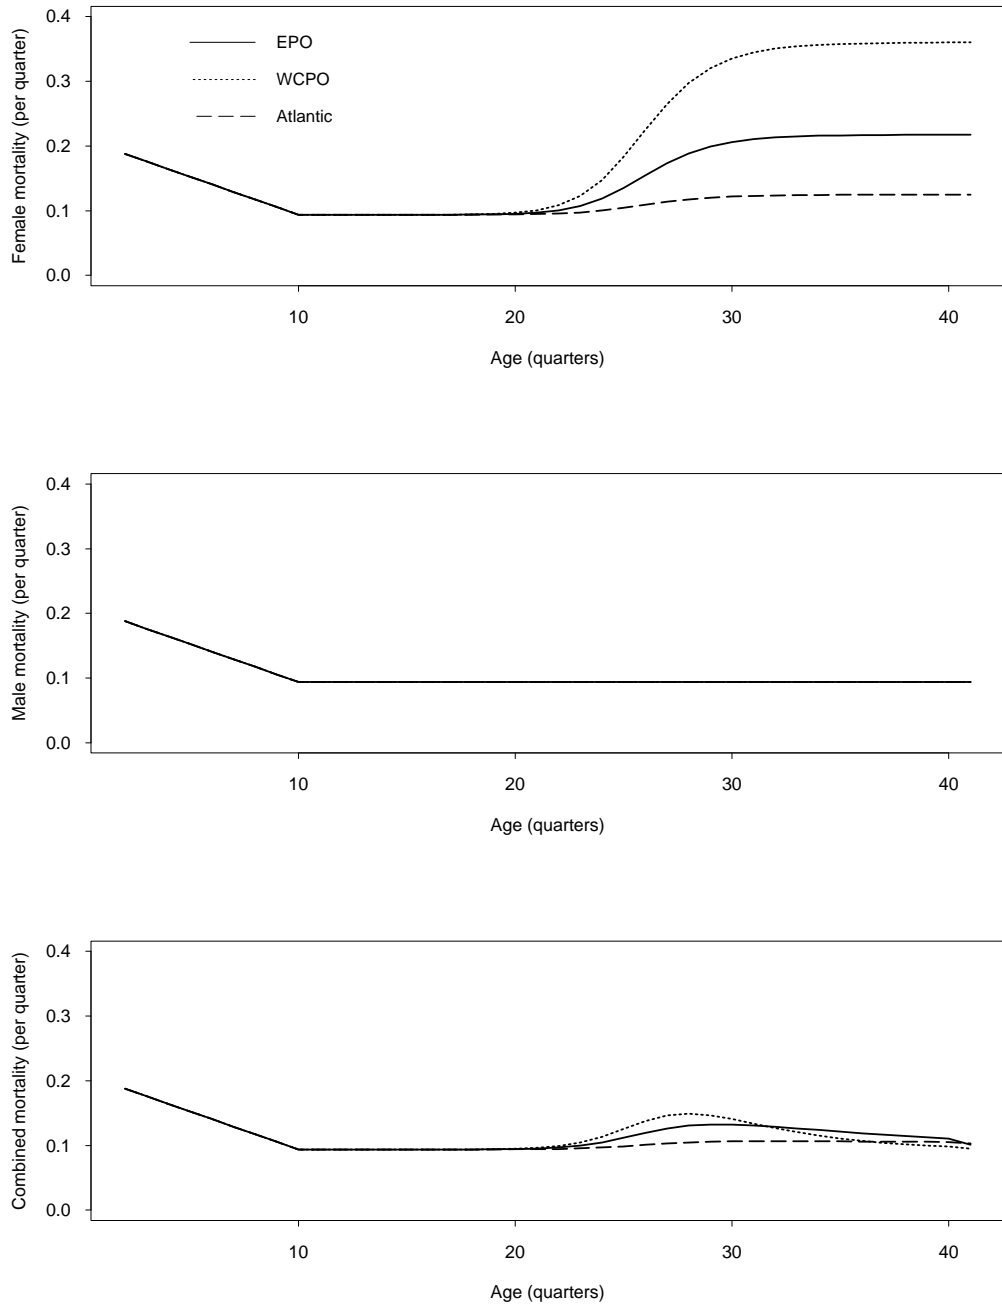 Female mortality (per quarter)
0.4
0.3
0.2
0.1
0.0
EPO
WCPO
Atlantic
10 20 30 40
Age (quarters)
Male mortality (per quarter)
0.4
0.3
0.2
0.1
0.0
10 20 30 40
Age (quarters)
Combined mortality (per quarter)
0.4
0.3
0.2
0.1
0.0
10 20 30 40
Age (quarters)